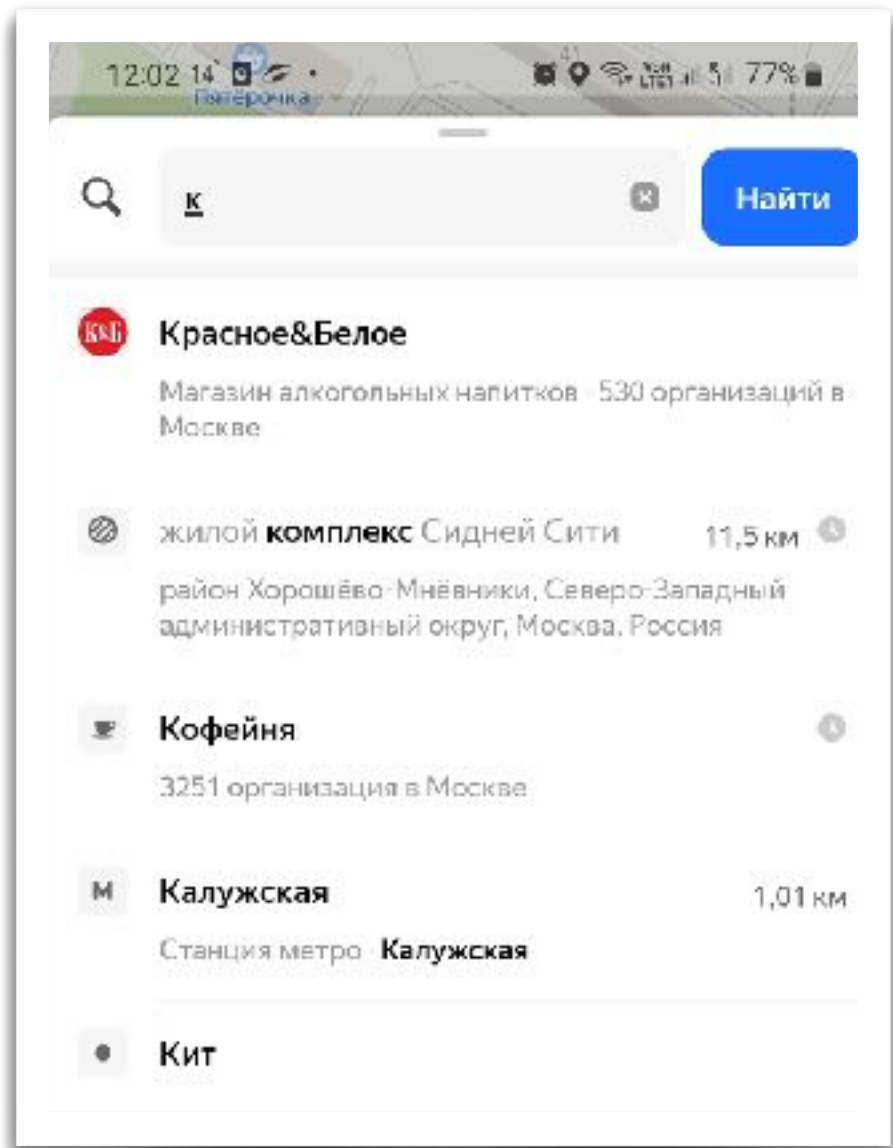 12:02 14°
Пятёрочка
77%
к
Найти
К&Б
Красное&Белое
Магазин алкогольных напитков · 530 организаций в
Москве
жилой комплекс Сидней Сити 11,5 км
район Хорошёво-Мнёвники, Северо-Западный
административный округ, Москва, Россия
Кофейня
3251 организация в Москве
М Калужская 1,01 км
Станция метро · Калужская
Кит